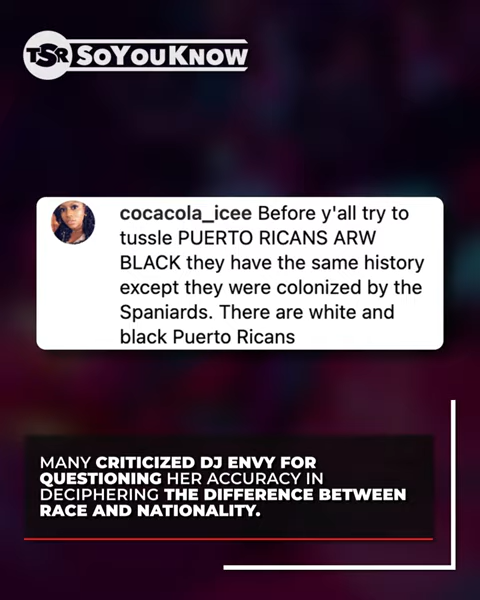 TSR SOYOUKNOW
cocacola_icee Before y'all try to
tussle PUERTO RICANS ARW
BLACK they have the same history
except they were colonized by the
Spaniards. There are white and
black Puerto Ricans
MANY CRITICIZED DJ ENVY FOR
QUESTIONING HER ACCURACY IN
DECIPHERING THE DIFFERENCE BETWEEN
RACE AND NATIONALITY.